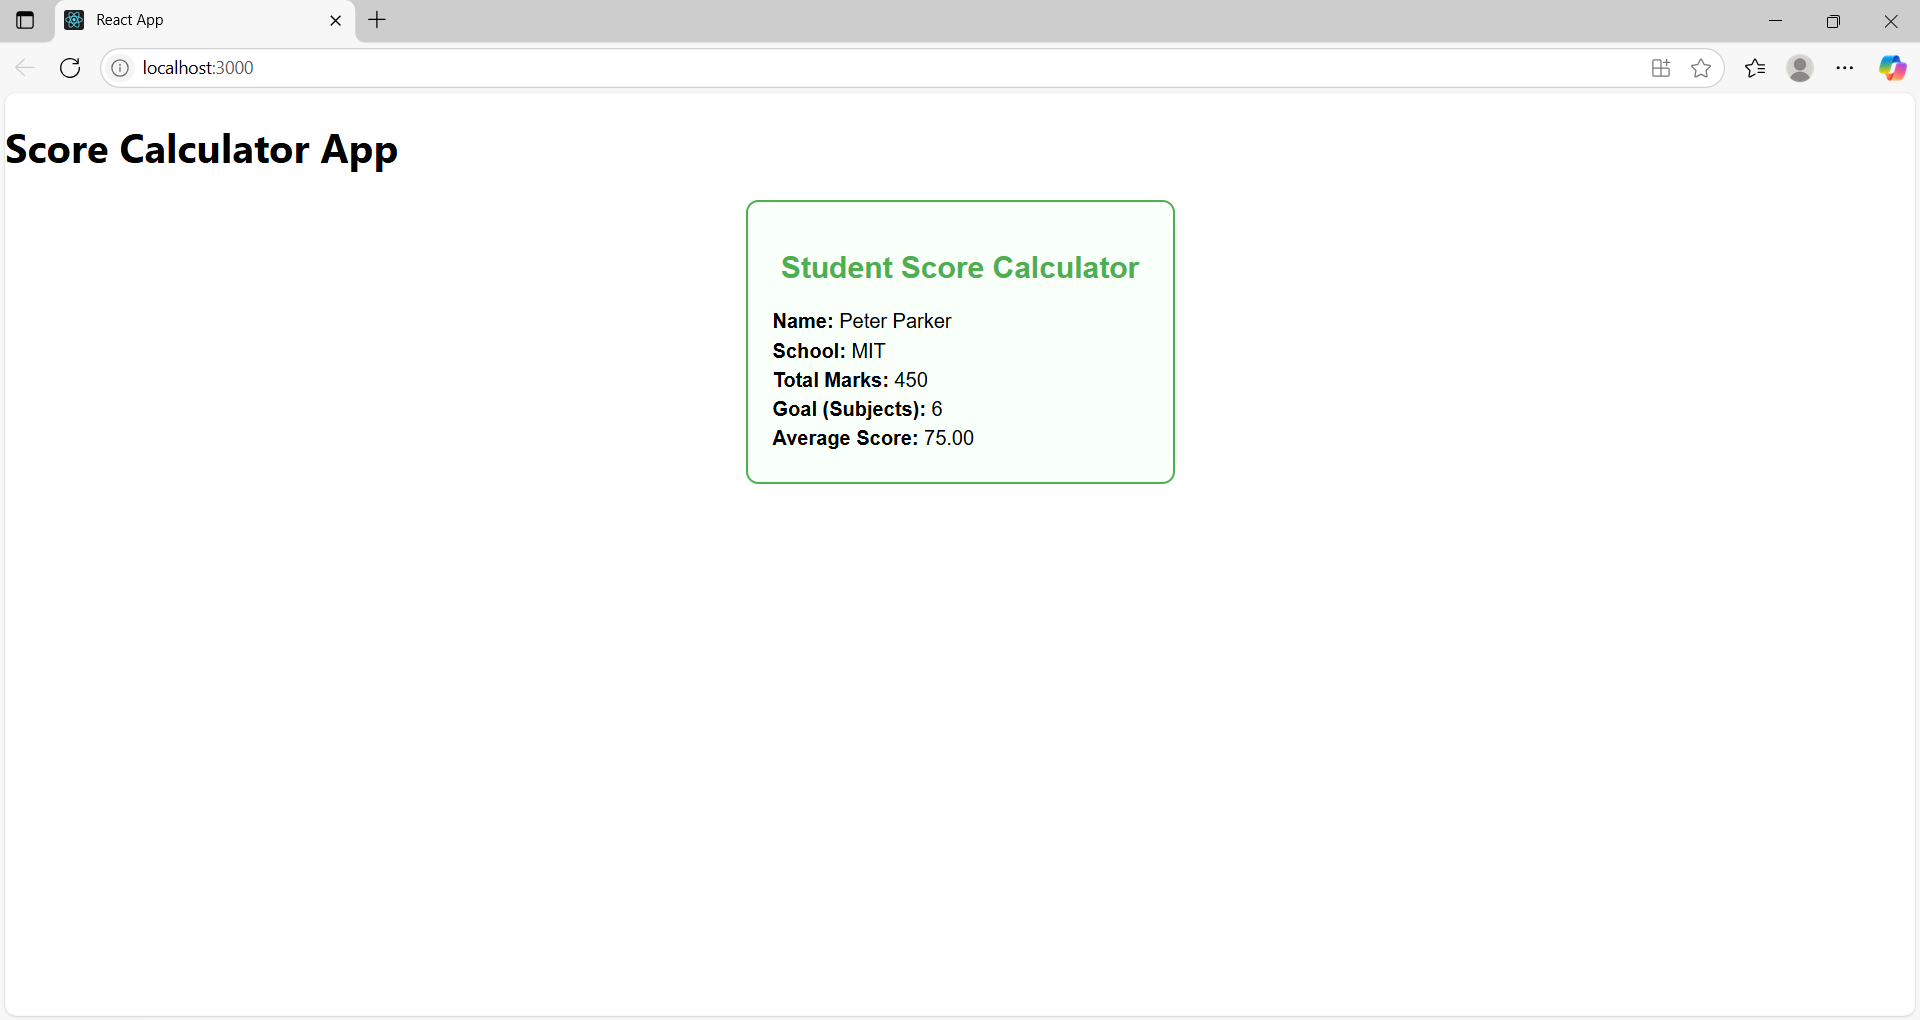 React App
localhost:3000
Score Calculator App
Student Score Calculator
Name: Peter Parker
School: MIT
Total Marks: 450
Goal (Subjects): 6
Average Score: 75.00